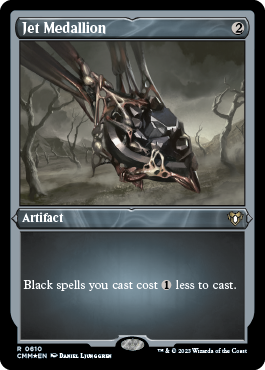 Jet Medallion 2
Artifact
Black spells you cast cost 1 less to cast.
R 0610
CMM★EN DANIEL LJUNGGREN ™ & © 2023 Wizards of the Coast